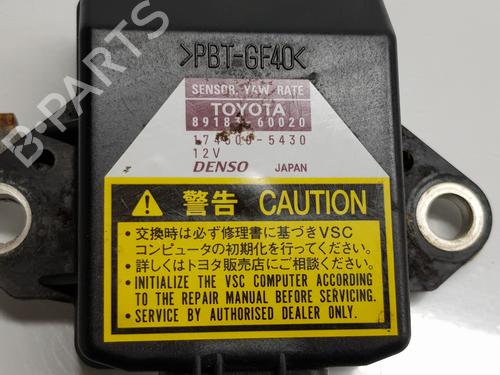 >PBT-GF40<
SENSOR, YAW RATE
TOYOTA
89183-60020
174500-5430
12V
DENSO JAPAN
警告 CAUTION
・交換時は必ず修理書に基づきVSC
コンピュータの初期化を行ってください。
・詳しくはトヨタ販売店にご相談ください。
・INITIALIZE THE VSC COMPUTER ACCORDING
TO THE REPAIR MANUAL BEFORE SERVICING.
・SERVICE BY AUTHORISED DEALER ONLY.
B-PARTS